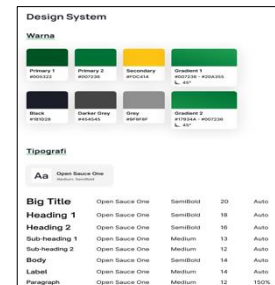 Design System
Warna
Primary 1
#005322
Primary 2
#007236
Secondary
#FDC414
Gradient 1
#007236 - #20A355
45°
Black
#181D28
Darker Grey
#454545
Grey
#8F8F8F
Gradient 2
#17934A - #007236
45°
Tipografi
Aa
Open Sauce One
Medium, SemiBold
Big Title Open Sauce One SemiBold 20 Auto
Heading 1 Open Sauce One SemiBold 18 Auto
Heading 2 Open Sauce One SemiBold 16 Auto
Sub-heading 1 Open Sauce One Medium 13 Auto
Sub-heading 2 Open Sauce One Medium 12 Auto
Body Open Sauce One SemiBold 14 Auto
Label Open Sauce One Medium 14 Auto
Paragraph Open Sauce One Medium 12 150%